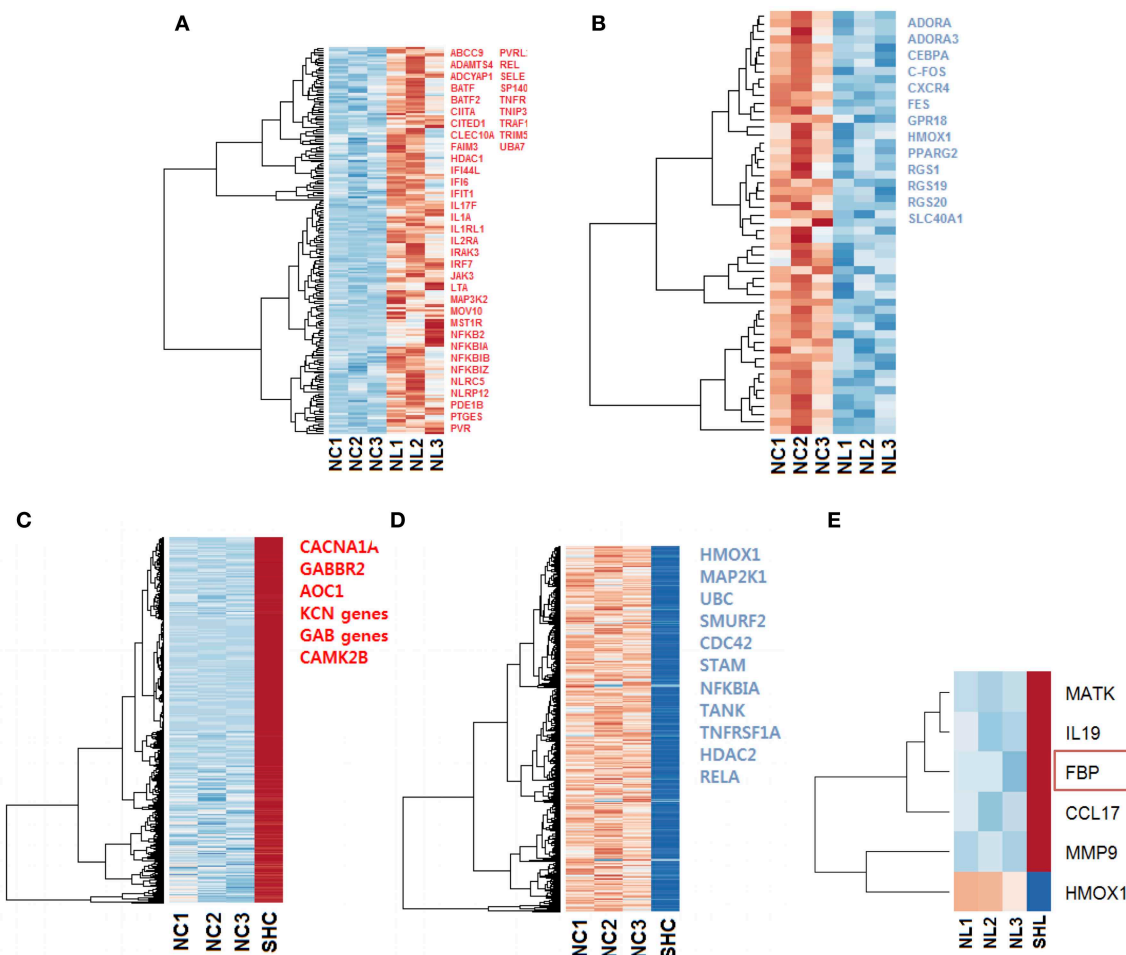 A
ABCC9 PVRL
ADAMTS4 REL
ADCYAP1 SELE
BATF SP140
BATF2 TNFR
CIITA TNIP3
CITED1 TRAF1
CLEC10A TRIM5
FAIM3 UBA7
HDAC1
IFI44L
IFI6
IFIT1
IL17F
IL1A
IL1RL1
IL2RA
IRAK3
IRF7
JAK3
LTA
MAP3K2
MOV10
MST1R
NFKB2
NFKBIA
NFKBIB
NFKBIZ
NLRC5
NLRP12
PDE1B
PTGES
PVR
NC1 NC2 NC3 NL1 NL2 NL3
B
ADORA
ADORA3
CEBPA
C-FOS
CXCR4
FES
GPR18
HMOX1
PPARG2
RGS1
RGS19
RGS20
SLC40A1
NC1 NC2 NC3 NL1 NL2 NL3
C
CACNA1A
GABBR2
AOC1
KCN genes
GAB genes
CAMK2B
NC1 NC2 NC3 SHC
D
HMOX1
MAP2K1
UBC
SMURF2
CDC42
STAM
NFKBIA
TANK
TNFRSF1A
HDAC2
RELA
NC1 NC2 NC3 SHC
E
MATK
IL19
FBP
CCL17
MMP9
HMOX1
NL1 NL2 NL3 SHL